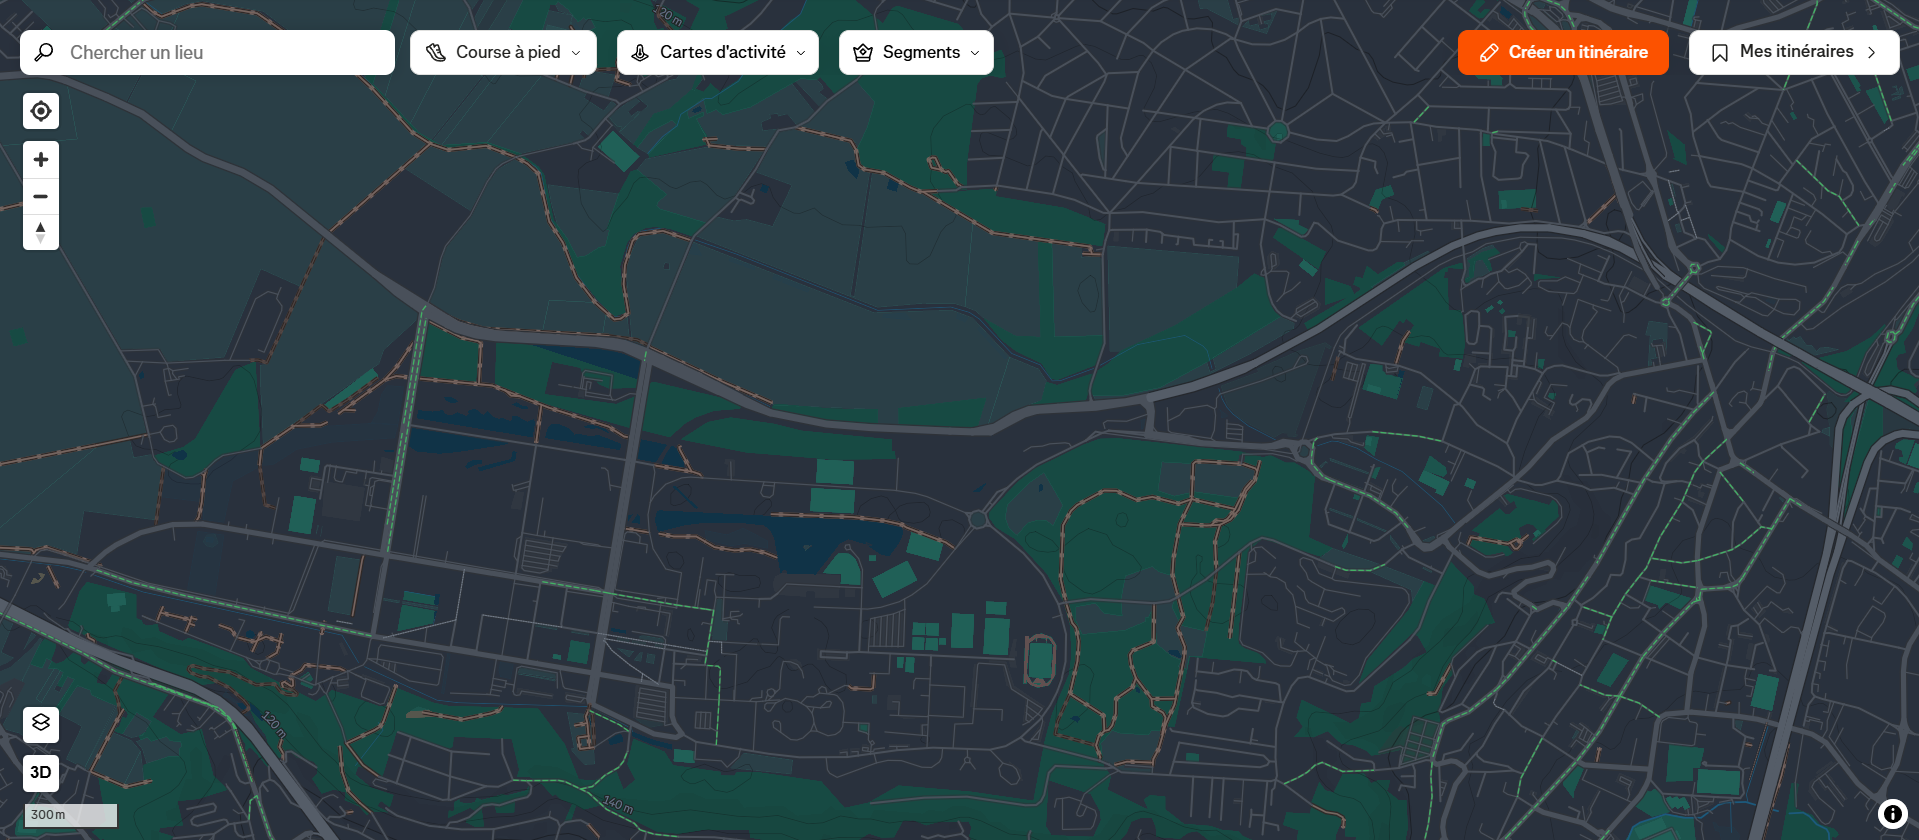 120 m
Chercher un lieu
Course à pied
Cartes d'activité
Segments
Créer un itinéraire
Mes itinéraires
120 m
3D
140 m
300 m